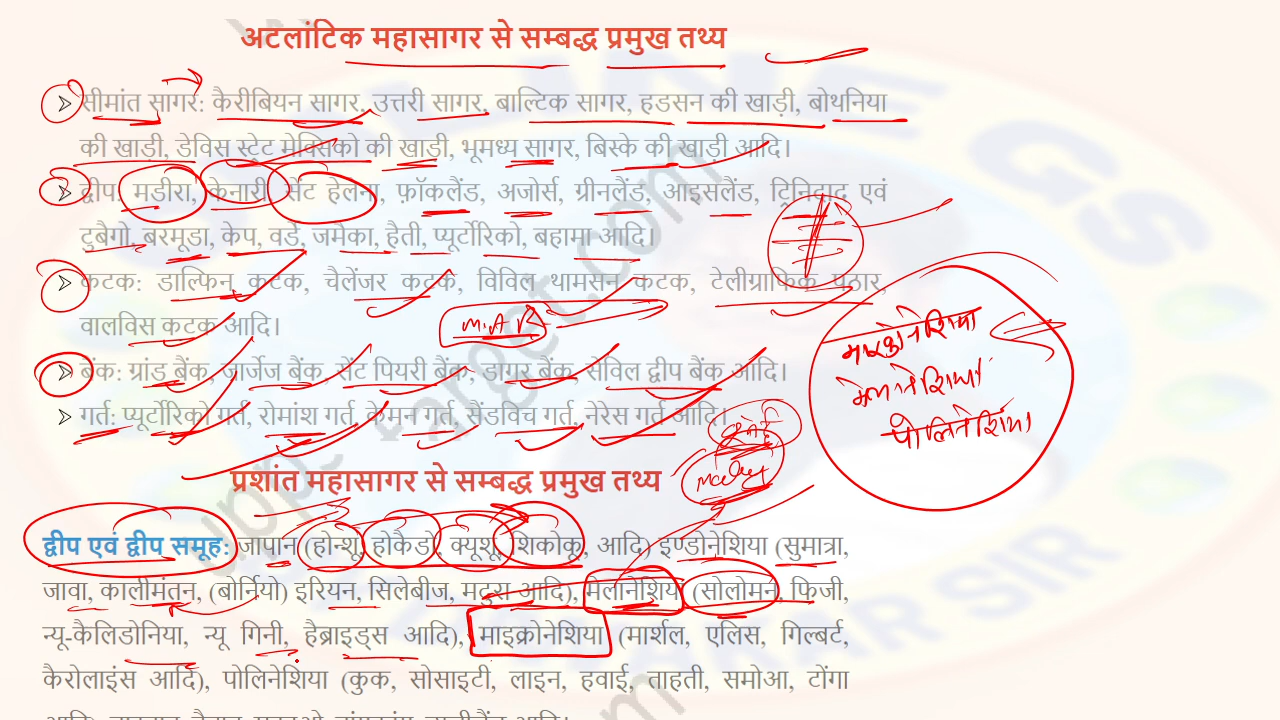 अटलांटिक महासागर से सम्बद्ध प्रमुख तथ्य
➢ सीमांत सागर: कैरीबियन सागर, उत्तरी सागर, बाल्टिक सागर, हडसन की खाड़ी, बोथनिया
की खाड़ी, डेविस स्ट्रेट मेक्सिको की खाड़ी, भूमध्य सागर, बिस्के की खाड़ी आदि।
➢ द्वीप: मडीरा, केनारी, सेंट हेलना, फ़ॉकलैंड, अजोर्स, ग्रीनलैंड, आइसलैंड, ट्रिनिदाद एवं
टुबैगो, बरमूडा, केप, वर्डे, जमेका, हैती, प्यूर्टोरिको, बहामा आदि।
➢ कटक: डाल्फिन, कटक, चैलेंजर कटक, विविल थामसन कटक, टेलीग्राफिक पठार,
वालविस कटक आदि।
M.A.R
➢ बैंक: ग्रांड बैंक, जार्जेज बैंक, सेंट पियरी बैंक, डागर बैंक, सेविल द्वीप बैंक आदि।
➢ गर्त: प्यूर्टोरिको गर्त, रोमांश गर्त, केमन गर्त, सैंडविच गर्त, नेरेस गर्त आदि।
मेलानेशिया
पोलिनेशिया
प्रशांत महासागर से सम्बद्ध प्रमुख तथ्य
द्वीप एवं द्वीप समूह: जापान (होन्शू, होकैडो, क्यूशू, शिकोकू, आदि) इण्डोनेशिया (सुमात्रा,
जावा, कालीमंतन, (बोर्नियो) इरियन, सिलेबीज, मदुरा आदि), मेलानेशिय (सोलोमन, फिजी,
न्यू-कैलिडोनिया, न्यू गिनी, हैब्राइड्स आदि), माइक्रोनेशिया (मार्शल, एलिस, गिल्बर्ट,
कैरोलाइंस आदि), पोलिनेशिया (कुक, सोसाइटी, लाइन, हवाई, ताहती, समोआ, टोंगा